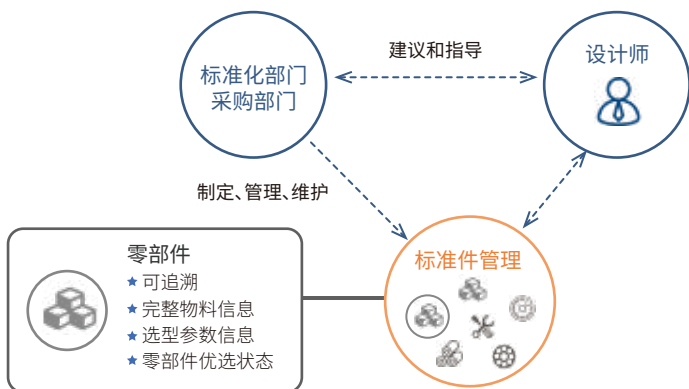 建议和指导
标准化部门
采购部门
设计师
制定、管理、维护
标准件管理
零部件
可追溯
完整物料信息
选型参数信息
零部件优选状态